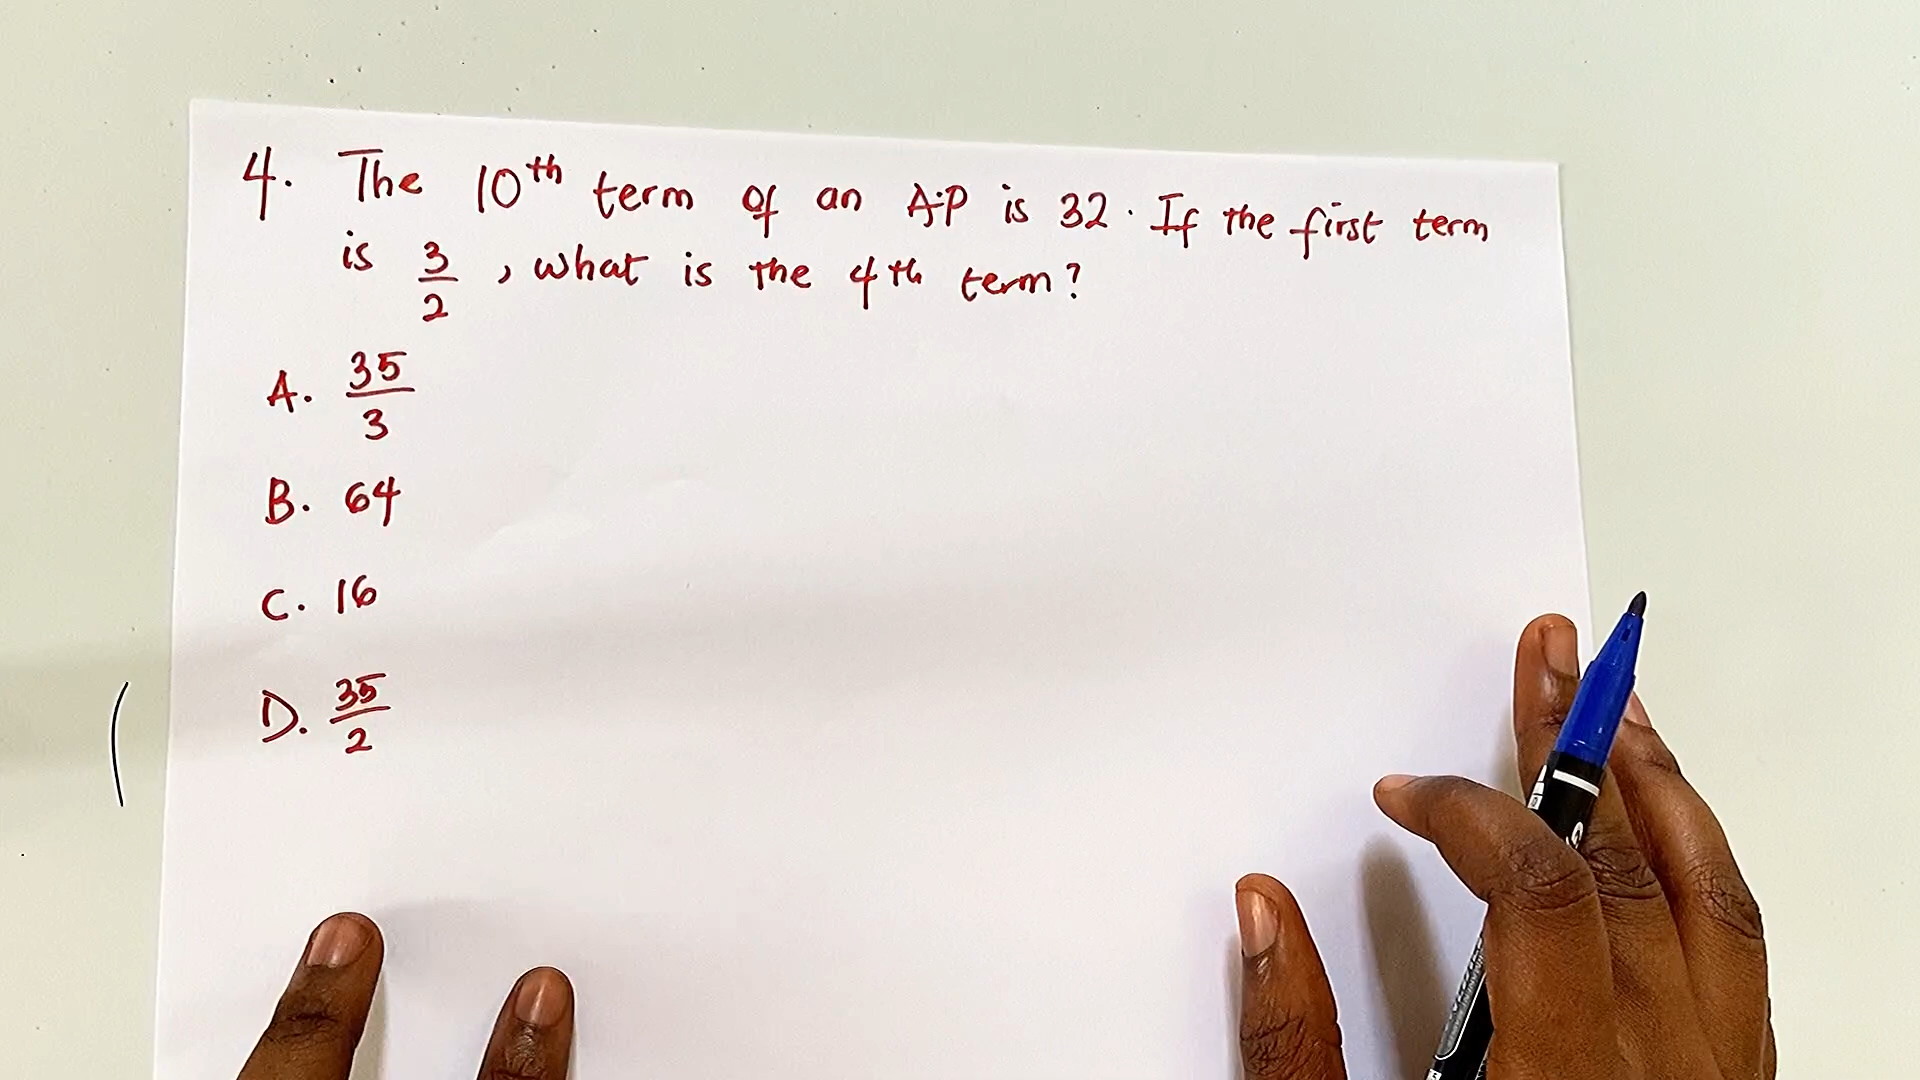 4. The 10th term of an A.P is 32. If the first term
is 3/2, what is the 4th term?
A. 35/3
B. 64
C. 16
D. 35/2